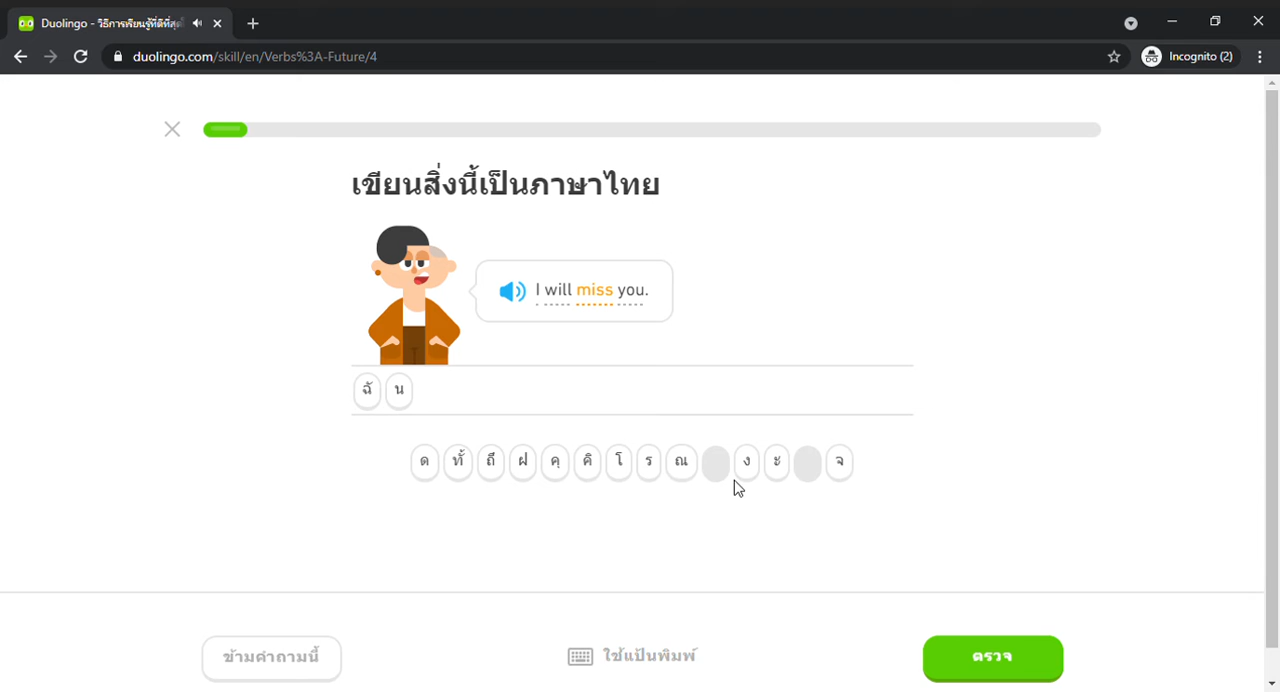 Duolingo - วิธีการเรียนรู้ที่ดีที่สุด
duolingo.com/skill/en/Verbs%3A-Future/4
Incognito (2)
เขียนสิ่งนี้เป็นภาษาไทย
I will miss you.
ฉั น
ด ทั้ ถึ ฝ คุ คิ โ ร ณ ง ะ จ
ข้ามคำถามนี้
ใช้แป้นพิมพ์
ตรวจ